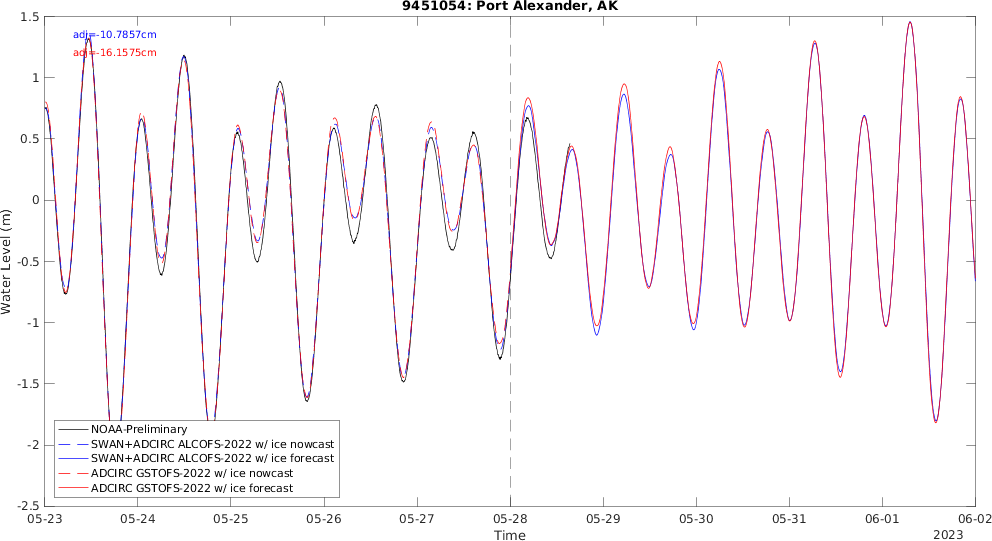 9451054: Port Alexander, AK
adj=-10.7857cm
adj=-16.1575cm
1.5
1
0.5
0
-0.5
-1
-1.5
-2
-2.5
Water Level (m)
NOAA-Preliminary
SWAN+ADCIRC ALCOFS-2022 w/ ice nowcast
SWAN+ADCIRC ALCOFS-2022 w/ ice forecast
ADCIRC GSTOFS-2022 w/ ice nowcast
ADCIRC GSTOFS-2022 w/ ice forecast
05-23 05-24 05-25 05-26 05-27 05-28 05-29 05-30 05-31 06-01 06-02
Time
2023